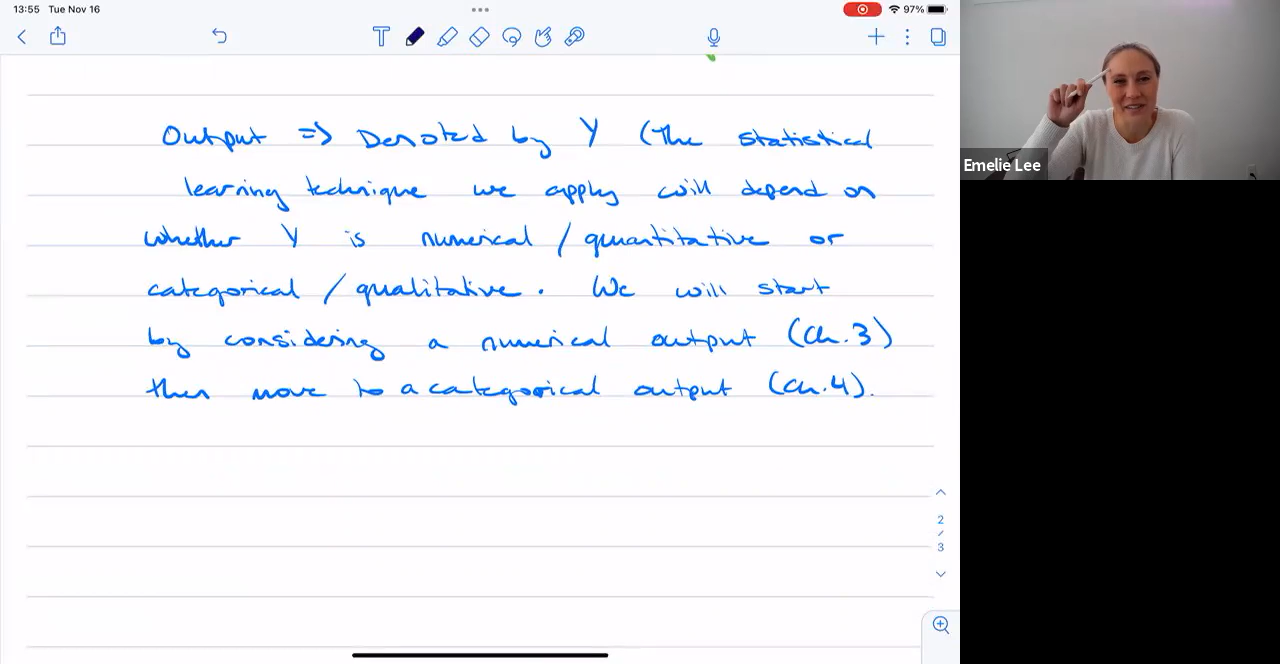 13:55 Tue Nov 16
97%
Output => Denoted by Y (The statistical
learning technique we apply will depend on
whether Y is numerical / quantitative or
categorical / qualitative. We will start
by considering a numerical output (Ch.3)
then move to a categorical output (Ch.4).
2
3
Emelie Lee